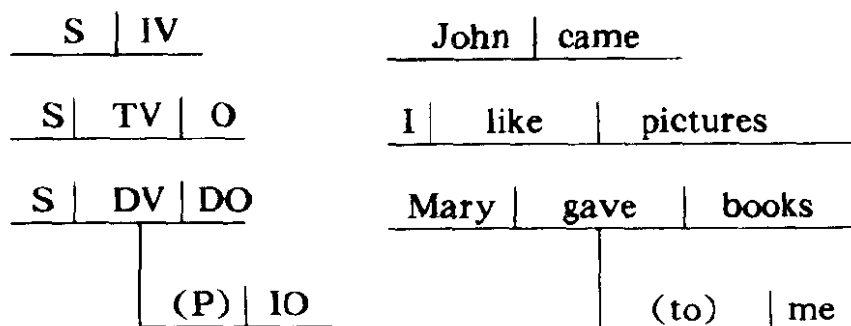 S IV John came
S TV O I like pictures
S DV DO Mary gave books
(P) IO (to) me